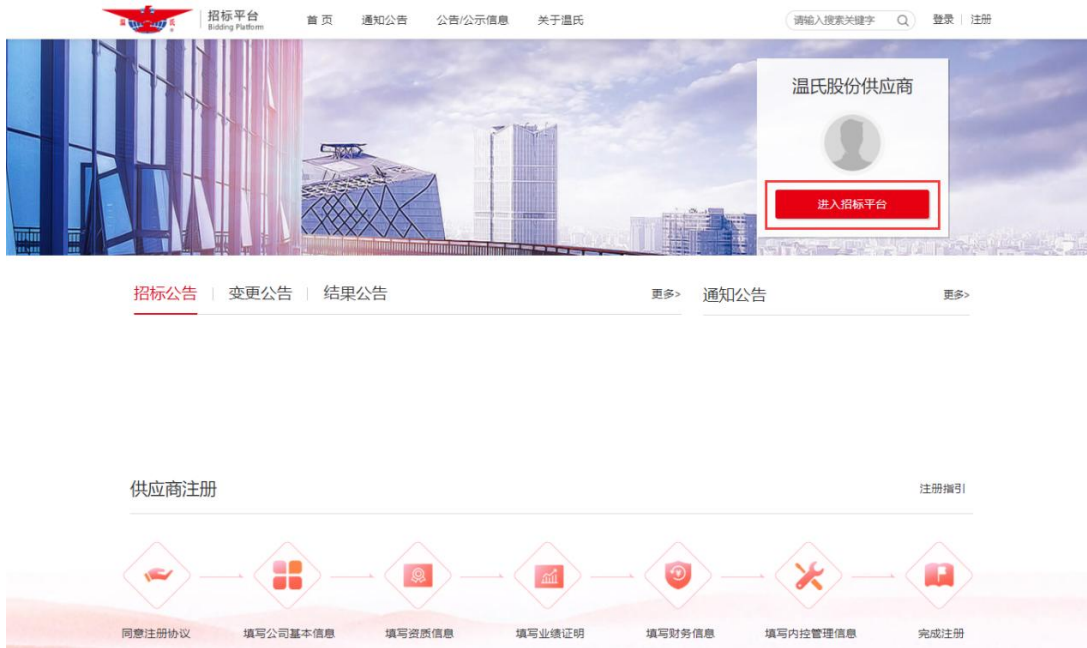 温 氏
招标平台
Bidding Platform
首 页 通知公告 公告/公示信息 关于温氏
请输入搜索关键字 登录 注册
温氏股份供应商
进入招标平台
招标公告 变更公告 结果公告 更多> 通知公告 更多>
供应商注册 注册指引
同意注册协议 填写公司基本信息 填写资质信息 填写业绩证明 填写财务信息 填写内控管理信息 完成注册